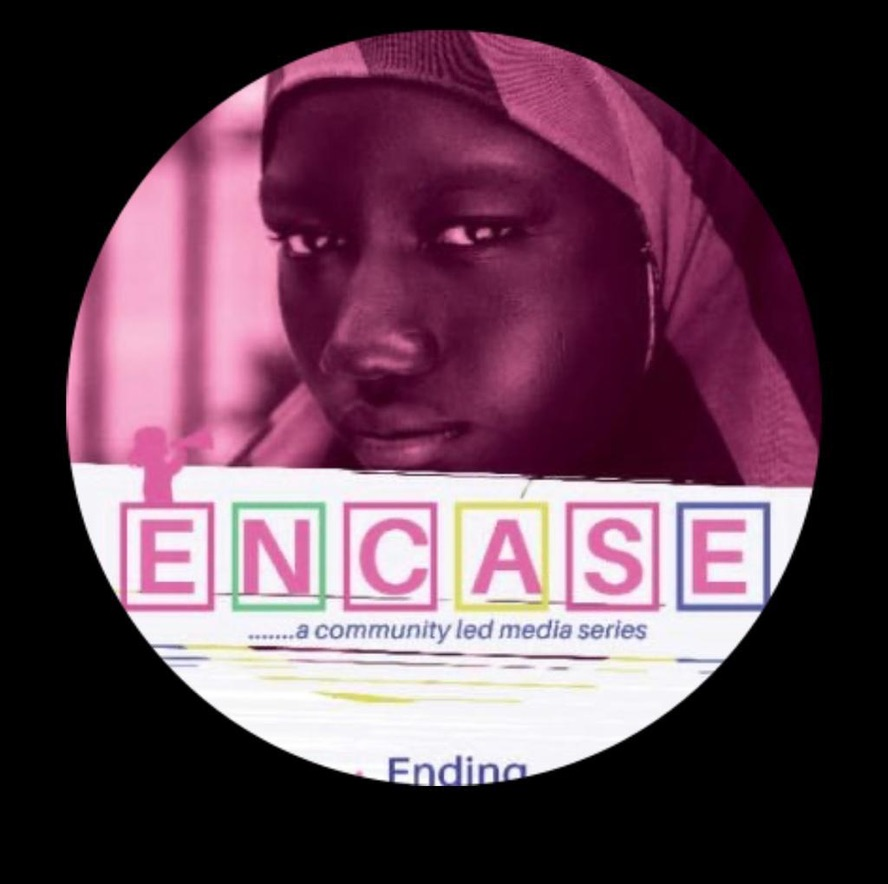 ENCASE
.......a community led media series
Ending